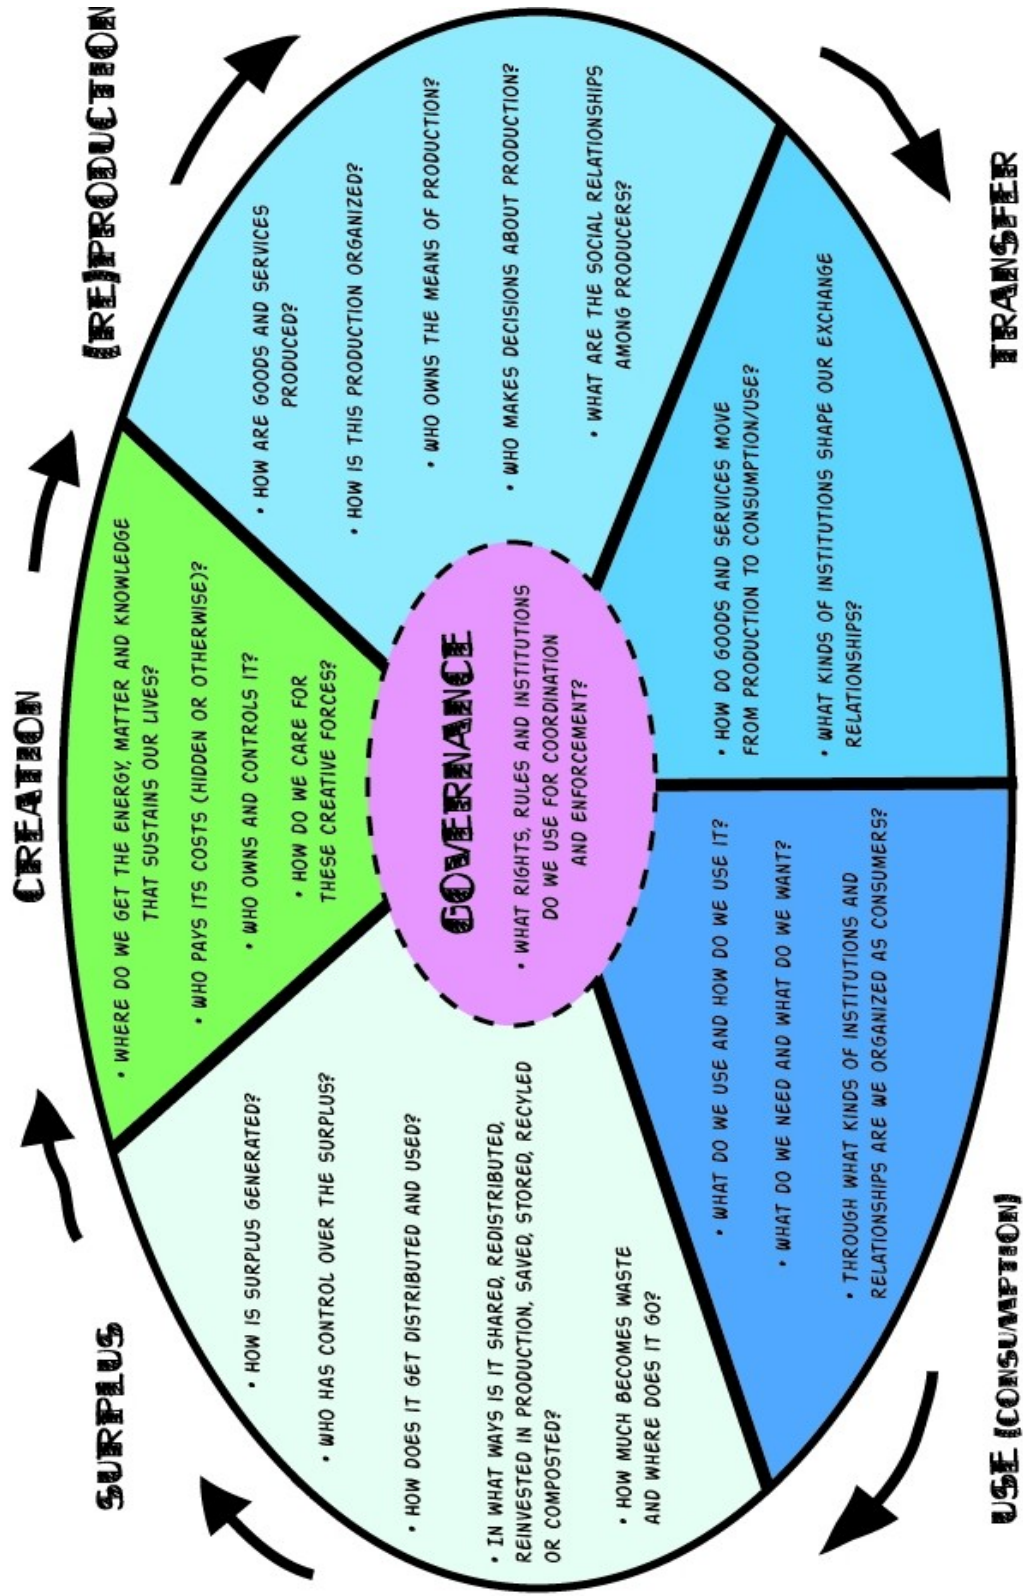 CREATION
• WHERE DO WE GET THE ENERGY, MATTER AND KNOWLEDGE
THAT SUSTAINS OUR LIVES?
• WHO PAYS ITS COSTS (HIDDEN OR OTHERWISE)?
• WHO OWNS AND CONTROLS IT?
• HOW DO WE CARE FOR
THESE CREATIVE FORCES?
(RE)PRODUCTION
• HOW ARE GOODS AND SERVICES
PRODUCED?
• HOW IS THIS PRODUCTION ORGANIZED?
• WHO OWNS THE MEANS OF PRODUCTION?
• WHO MAKES DECISIONS ABOUT PRODUCTION?
• WHAT ARE THE SOCIAL RELATIONSHIPS
AMONG PRODUCERS?
TRANSFER
• HOW DO GOODS AND SERVICES MOVE
FROM PRODUCTION TO CONSUMPTION/USE?
• WHAT KINDS OF INSTITUTIONS SHAPE OUR EXCHANGE
RELATIONSHIPS?
USE (CONSUMPTION)
• WHAT DO WE USE AND HOW DO WE USE IT?
• WHAT DO WE NEED AND WHAT DO WE WANT?
• THROUGH WHAT KINDS OF INSTITUTIONS AND
RELATIONSHIPS ARE WE ORGANIZED AS CONSUMERS?
SURPLUS
• HOW IS SURPLUS GENERATED?
• WHO HAS CONTROL OVER THE SURPLUS?
• HOW DOES IT GET DISTRIBUTED AND USED?
• IN WHAT WAYS IS IT SHARED, REDISTRIBUTED,
REINVESTED IN PRODUCTION, SAVED, STORED, RECYLED
OR COMPOSTED?
• HOW MUCH BECOMES WASTE
AND WHERE DOES IT GO?
GOVERNANCE
• WHAT RIGHTS, RULES AND INSTITUTIONS
DO WE USE FOR COORDINATION
AND ENFORCEMENT?